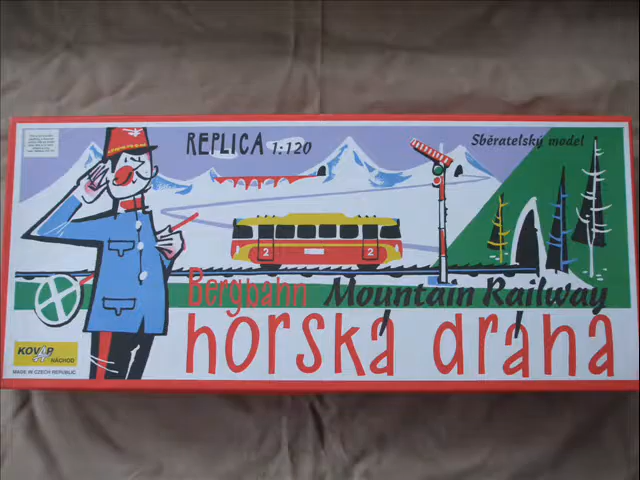 REPLICA 1:120
Sběratelský model
2 2
Bergbahn Mountain Railway
horská dráha
KOVAP
NÁCHOD
MADE IN CZECH REPUBLIC